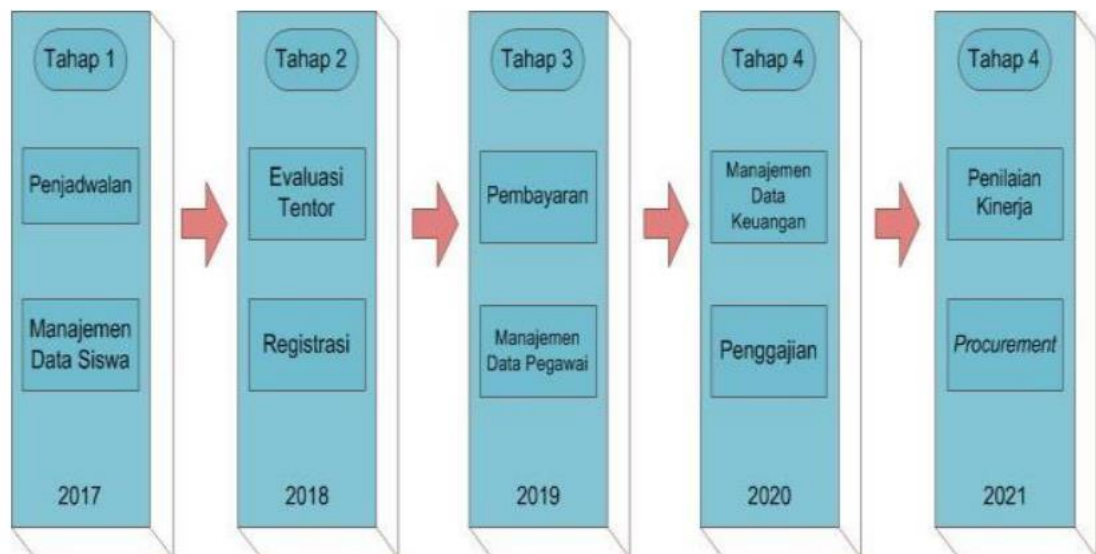 Tahap 1
Penjadwalan
Manajemen
Data Siswa
2017
Tahap 2
Evaluasi
Tentor
Registrasi
2018
Tahap 3
Pembayaran
Manajemen
Data Pegawai
2019
Tahap 4
Manajemen
Data
Keuangan
Penggajian
2020
Tahap 4
Penilaian
Kinerja
Procurement
2021